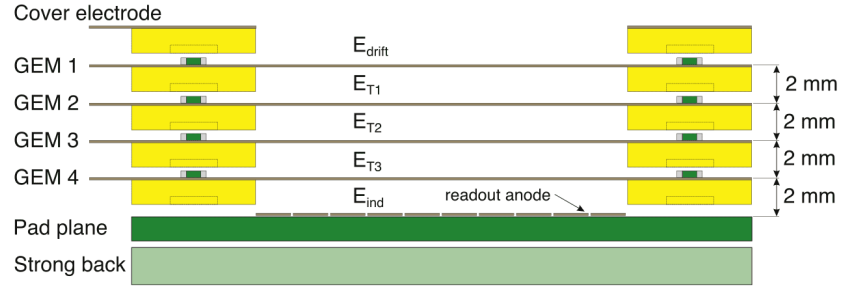 Cover electrode
E_drift
GEM 1
E_T1
2 mm
GEM 2
E_T2
2 mm
GEM 3
E_T3
2 mm
GEM 4
E_ind
readout anode
2 mm
Pad plane
Strong back